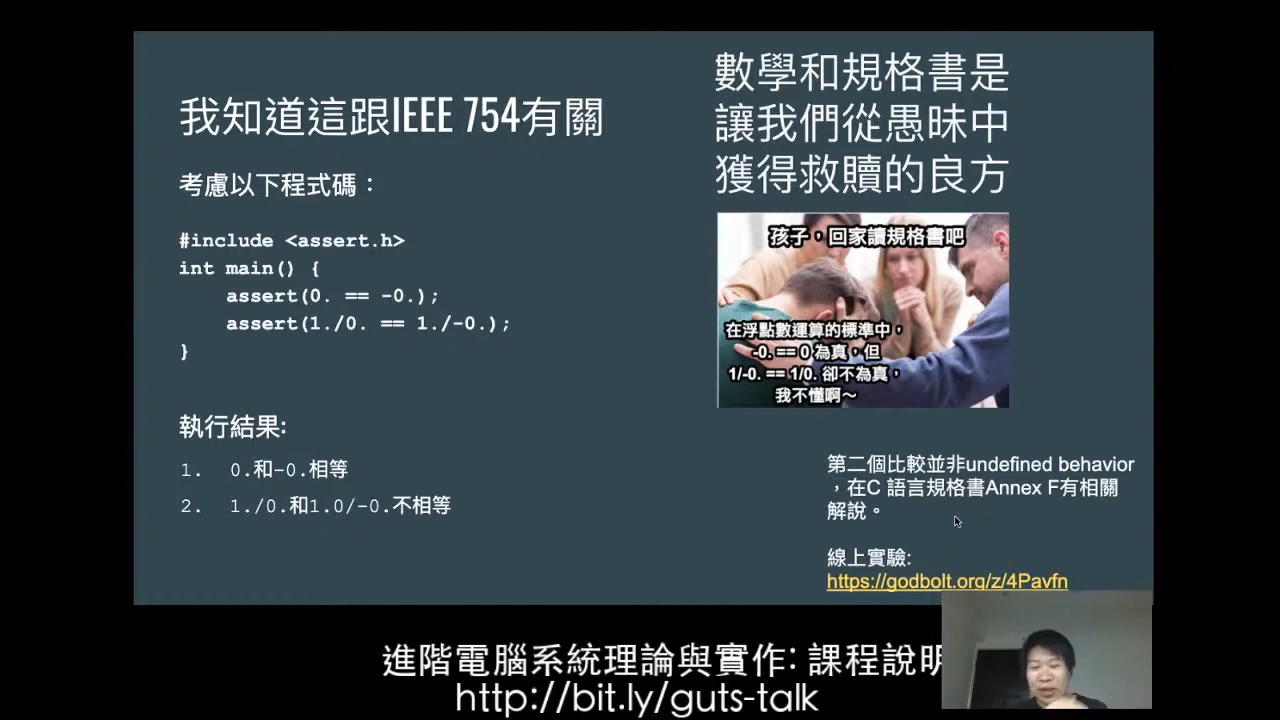 我知道這跟IEEE 754有關
考慮以下程式碼：
#include <assert.h>
int main() {
    assert(0. == -0.);
    assert(1./0. == 1./-0.);
}
執行結果:
1. 0.和-0.相等
2. 1./0.和1.0/-0.不相等
數學和規格書是
讓我們從愚昧中
獲得救贖的良方
孩子，回家讀規格書吧
在浮點數運算的標準中，
-0. == 0 為真，但
1/-0. == 1/0. 卻不為真，
我不懂啊～
第二個比較並非undefined behavior
，在C 語言規格書Annex F有相關
解說。
線上實驗:
https://godbolt.org/z/4Pavfn
進階電腦系統理論與實作: 課程說明
http://bit.ly/guts-talk